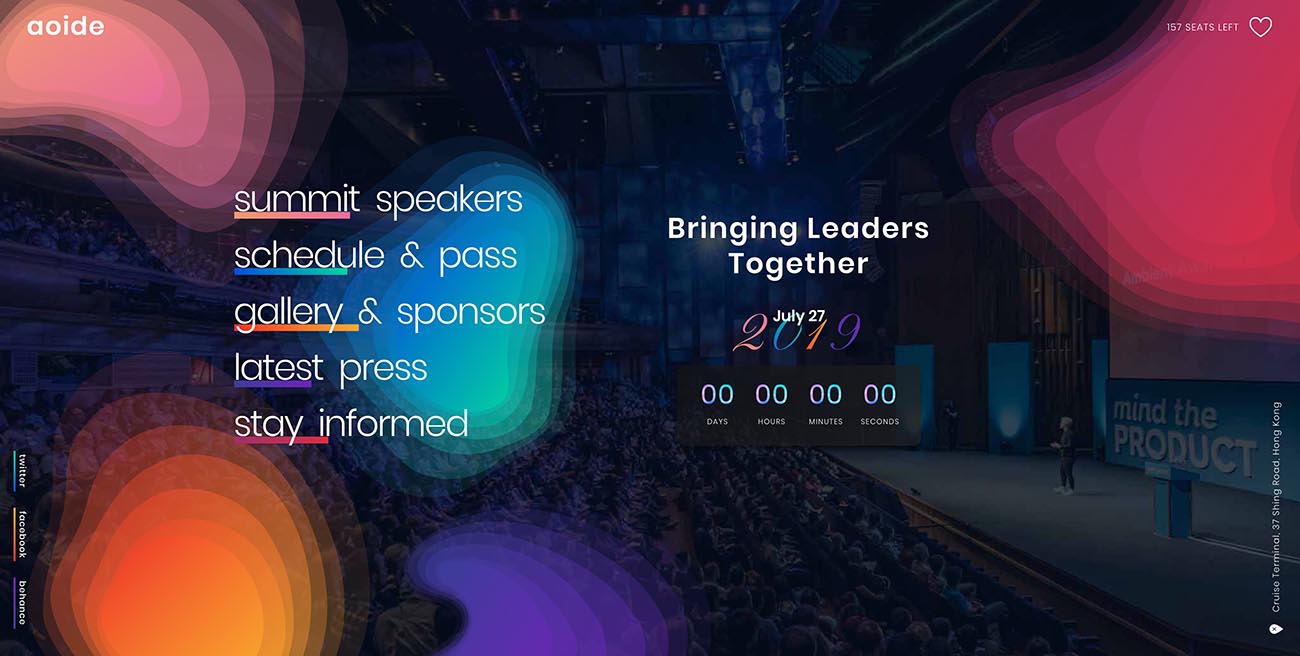 aoide
157 SEATS LEFT
summit speakers
schedule & pass
gallery & sponsors
latest press
stay informed
Bringing Leaders
Together
July 27
2019
00 00 00 00
DAYS HOURS MINUTES SECONDS
mind the
PRODUCT
twitter
facebook
behance
Cruise Terminal, 37 Shing Road, Hong Kong